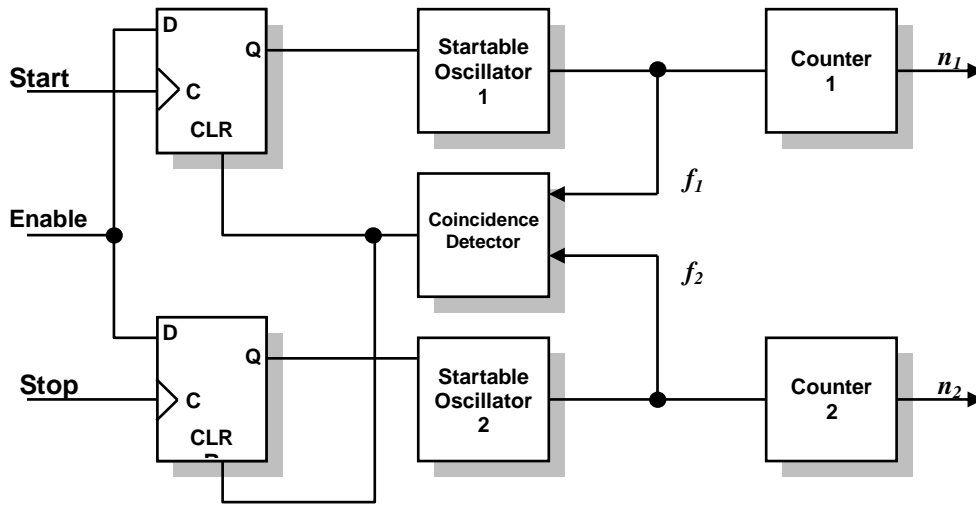 D
Q
Startable
Oscillator
1
Counter
1
n1
Start
C
CLR
f1
Enable
Coincidence
Detector
f2
D
Q
Startable
Oscillator
2
Counter
2
n2
Stop
C
CLR